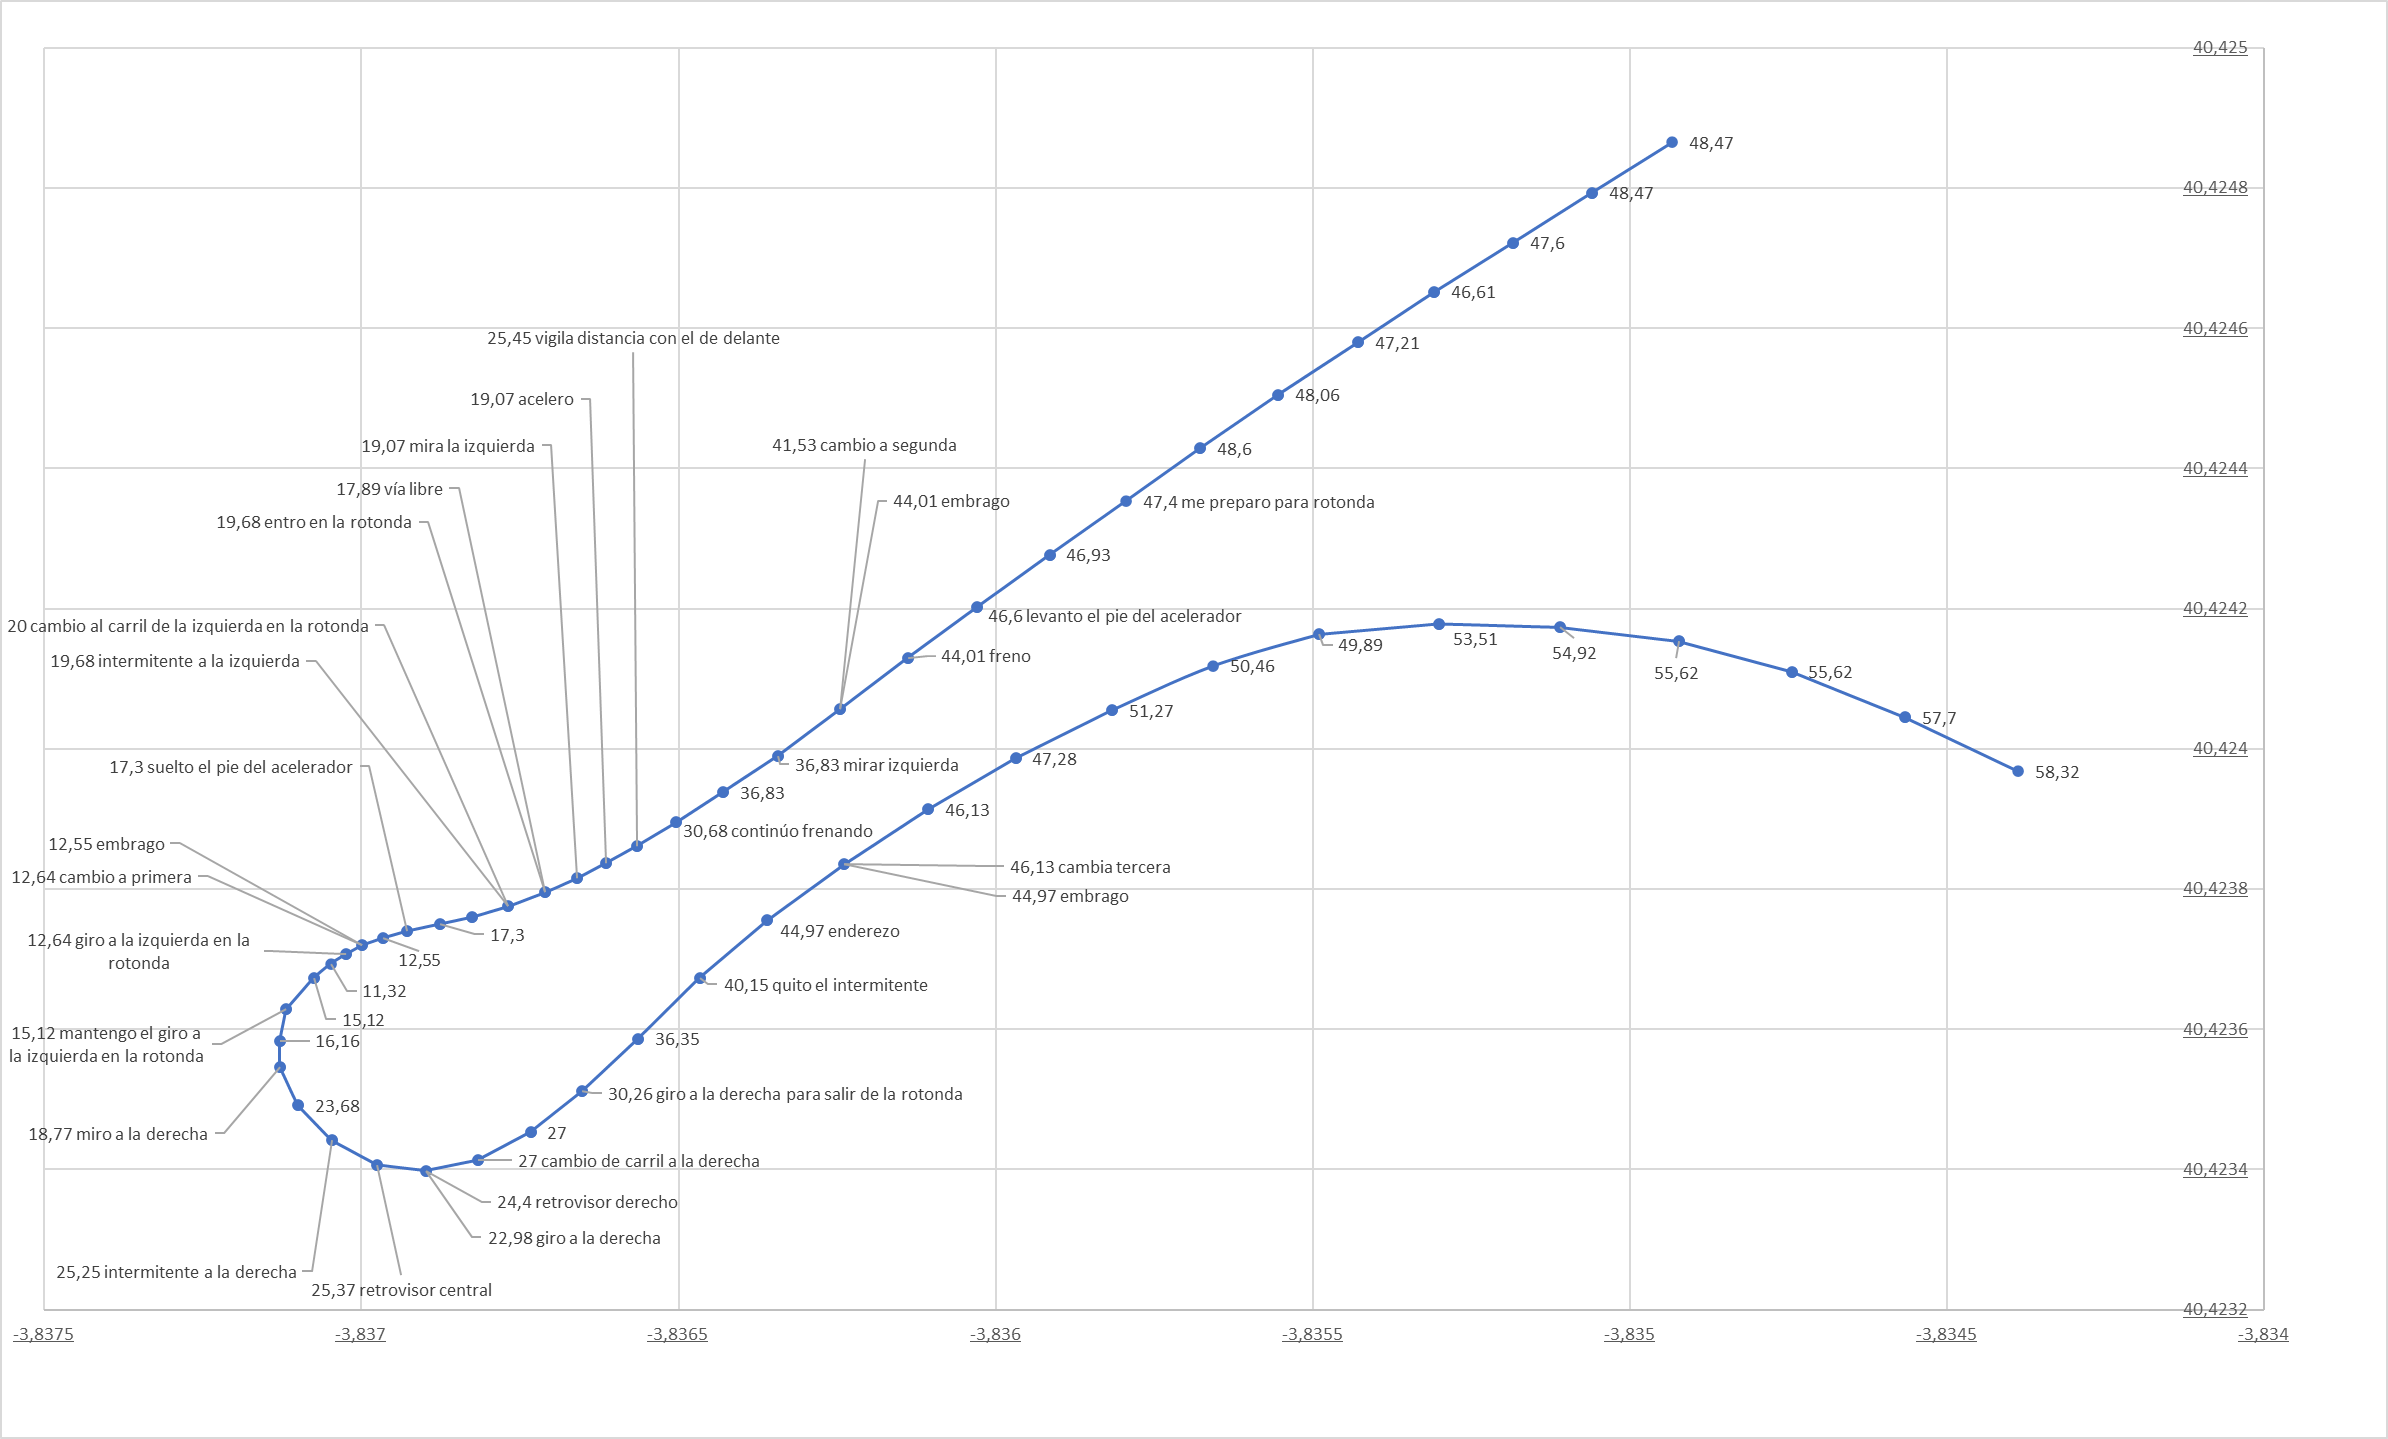 40,425
48,47
40,4248
48,47
47,6
46,61
40,4246
25,45 vigila distancia con el de delante
47,21
19,07 acelero
48,06
19,07 mira la izquierda
41,53 cambio a segunda
48,6
40,4244
17,89 vía libre
44,01 embrago
47,4 me preparo para rotonda
19,68 entro en la rotonda
46,93
40,4242
46,6 levanto el pie del acelerador
20 cambio al carril de la izquierda en la rotonda
53,51
49,89
54,92
44,01 freno
19,68 intermitente a la izquierda
50,46
55,62
55,62
51,27
57,7
40,424
47,28
36,83 mirar izquierda
17,3 suelto el pie del acelerador
58,32
36,83
46,13
30,68 continúo frenando
12,55 embrago
46,13 cambia tercera
12,64 cambio a primera
40,4238
44,97 embrago
44,97 enderezo
17,3
12,64 giro a la izquierda en la
rotonda
12,55
40,15 quito el intermitente
11,32
15,12
40,4236
15,12 mantengo el giro a
la izquierda en la rotonda
16,16
36,35
30,26 giro a la derecha para salir de la rotonda
23,68
18,77 miro a la derecha
27
27 cambio de carril a la derecha
40,4234
24,4 retrovisor derecho
22,98 giro a la derecha
25,25 intermitente a la derecha
25,37 retrovisor central
40,4232
-3,8375
-3,837
-3,8365
-3,836
-3,8355
-3,835
-3,8345
-3,834